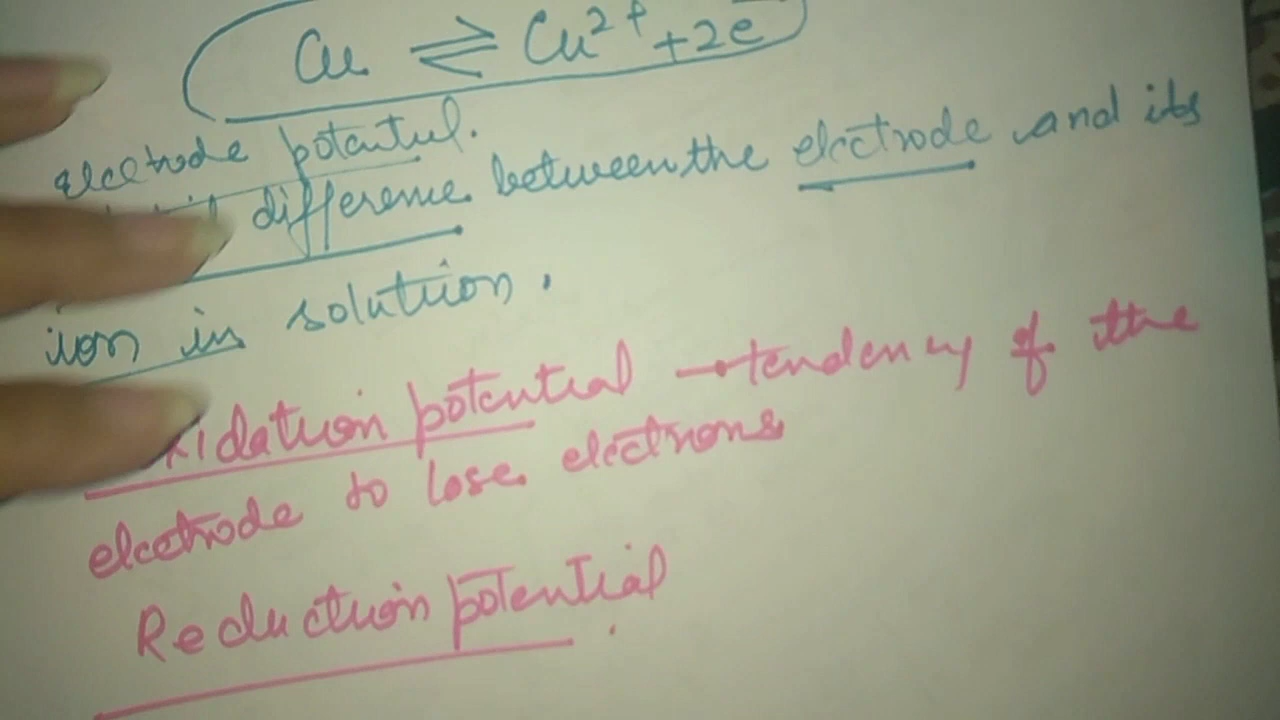 Cu ⇌ Cu²⁺ + 2e⁻
electrode potential.
difference between the electrode and its
ion in solution.
xidation potential → tendency of the
electrode to lose electrons
Reduction potential